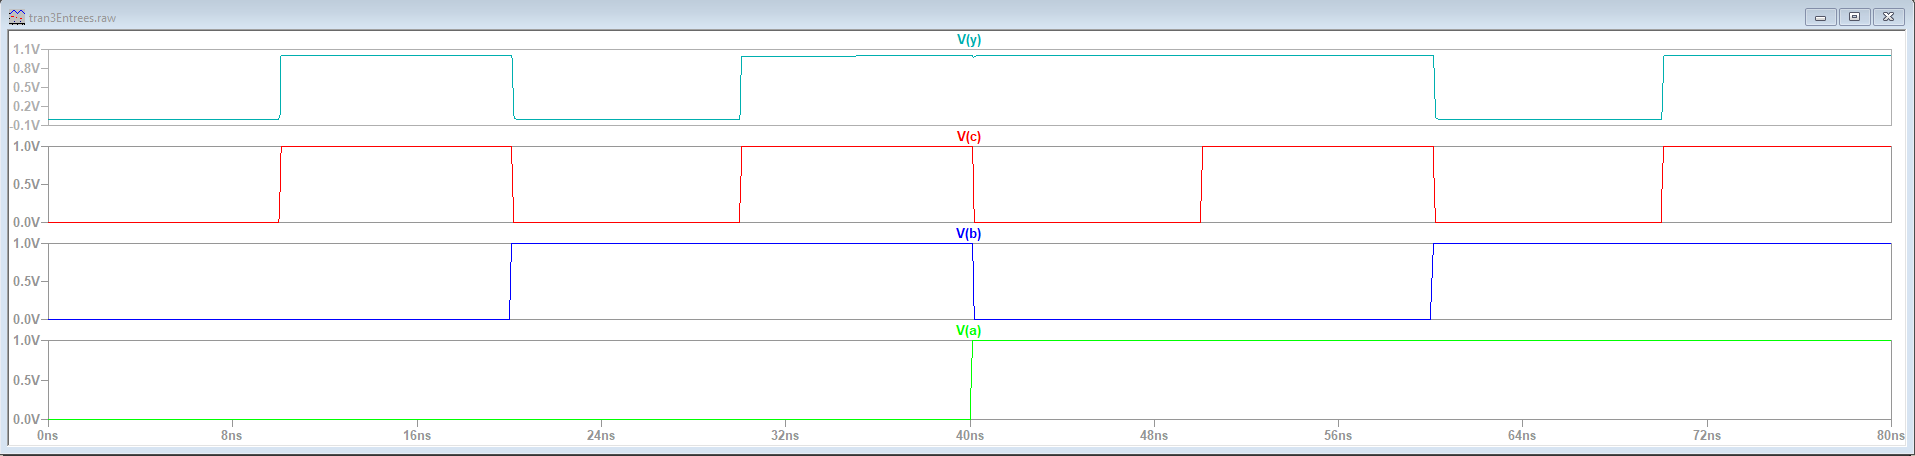 tran3Entrees.raw
V(y)
1.1V
0.8V
0.5V
0.2V
-0.1V
V(c)
1.0V
0.5V
0.0V
V(b)
1.0V
0.5V
0.0V
V(a)
1.0V
0.5V
0.0V
0ns 8ns 16ns 24ns 32ns 40ns 48ns 56ns 64ns 72ns 80ns